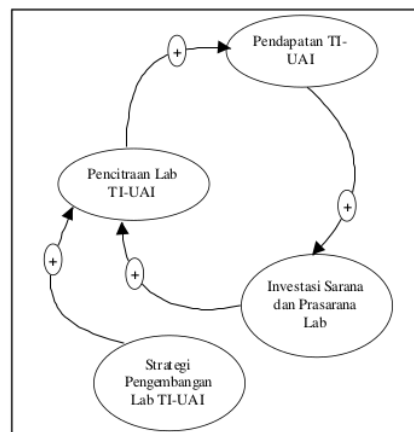 +
Pendapatan TI-
UAI
Pencitraan Lab
TI-UAI
+
+
+
Investasi Sarana
dan Prasarana
Lab
Strategi
Pengembangan
Lab TI-UAI